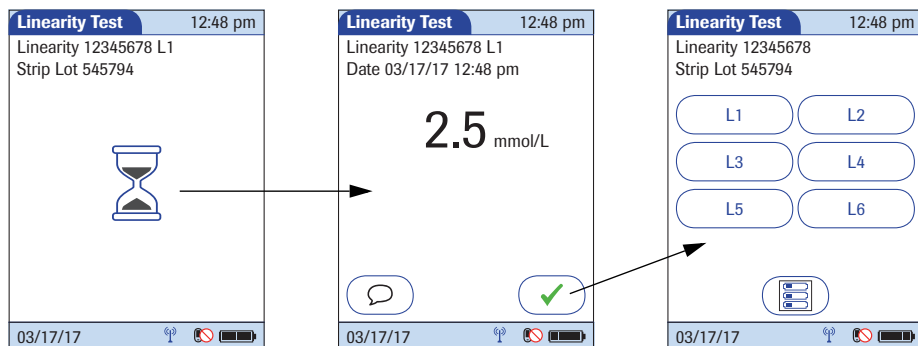 Linearity Test 12:48 pm
Linearity 12345678 L1
Strip Lot 545794
03/17/17
Linearity Test 12:48 pm
Linearity 12345678 L1
Date 03/17/17 12:48 pm
2.5 mmol/L
03/17/17
Linearity Test 12:48 pm
Linearity 12345678
Strip Lot 545794
L1 L2
L3 L4
L5 L6
03/17/17